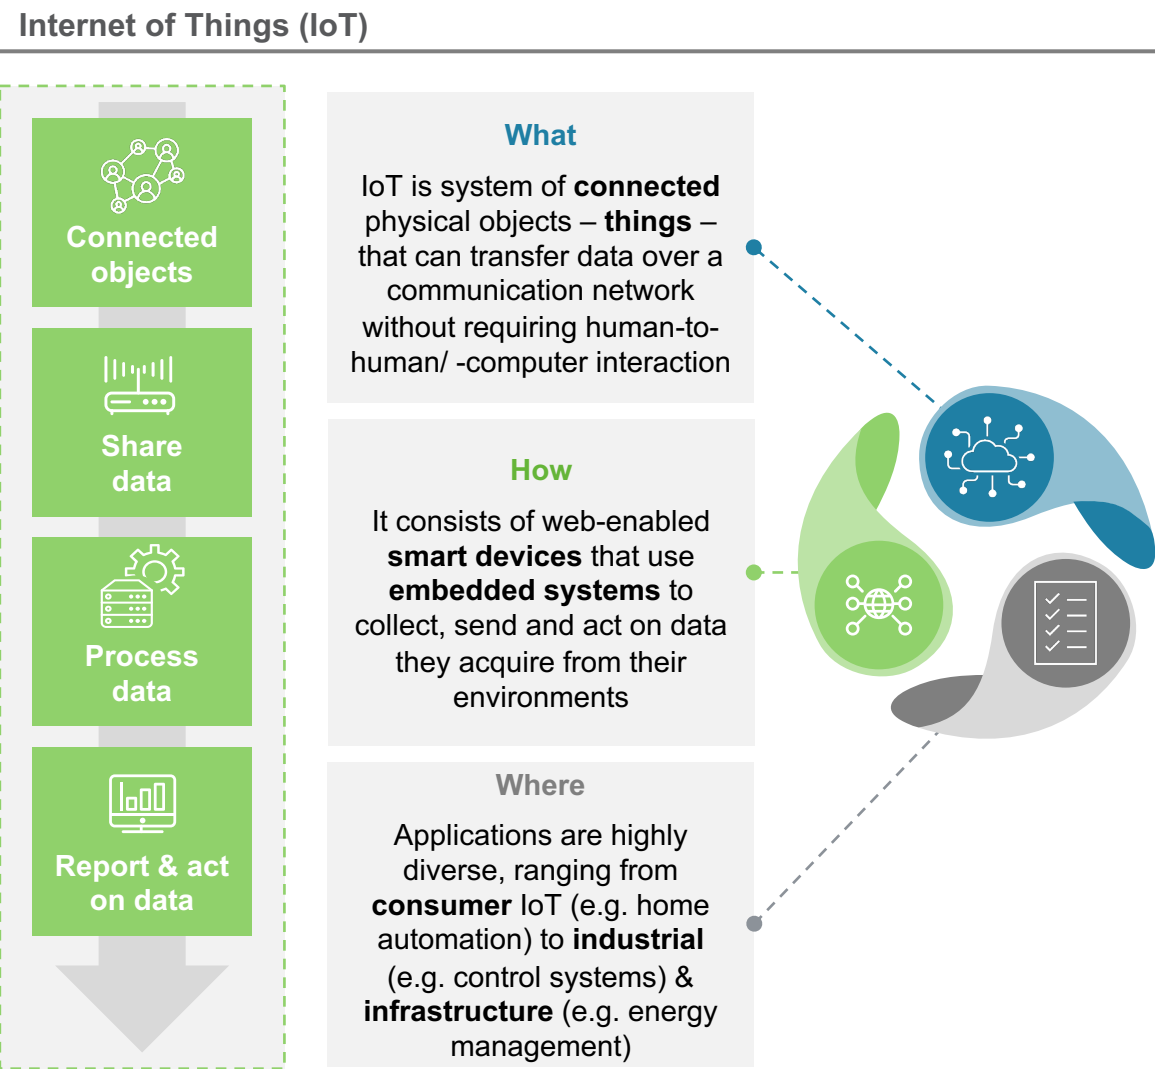 Internet of Things (IoT)
Connected
objects
Share
data
Process
data
Report & act
on data
What
IoT is system of connected
physical objects – things –
that can transfer data over a
communication network
without requiring human-to-
human/ -computer interaction
How
It consists of web-enabled
smart devices that use
embedded systems to
collect, send and act on data
they acquire from their
environments
Where
Applications are highly
diverse, ranging from
consumer IoT (e.g. home
automation) to industrial
(e.g. control systems) &
infrastructure (e.g. energy
management)